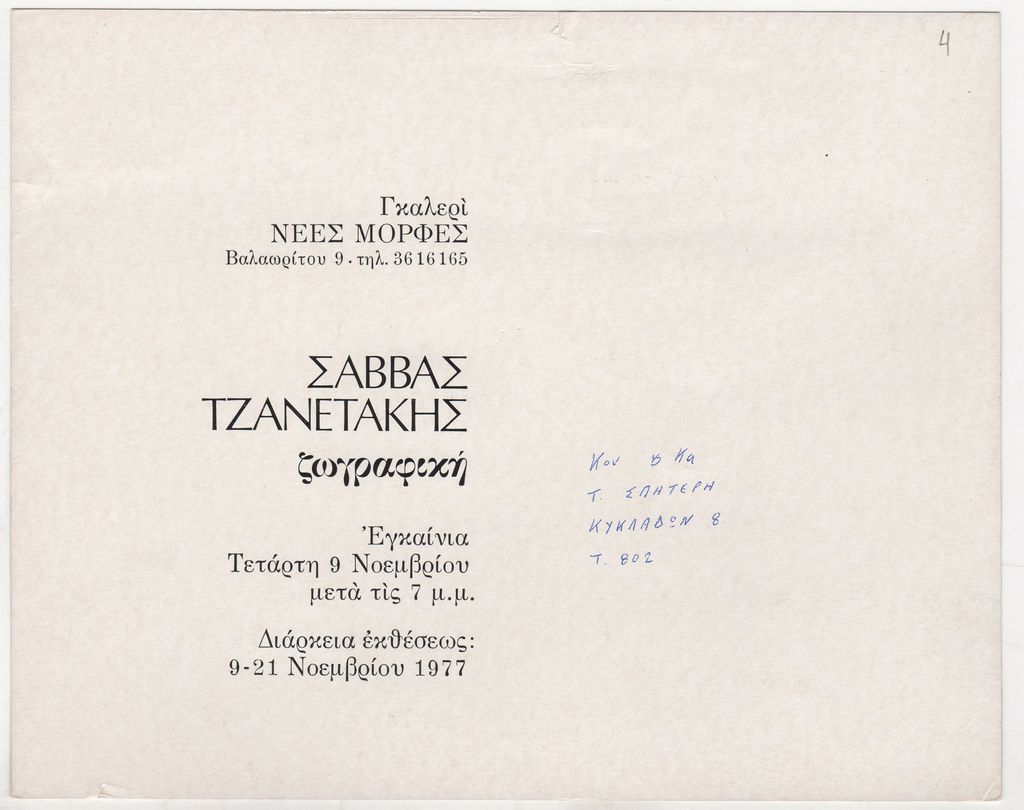 4
Γκαλερὶ
ΝΕΕΣ ΜΟΡΦΕΣ
Βαλαωρίτου 9 · τηλ. 3616165
ΣΑΒΒΑΣ
ΤΖΑΝΕΤΑΚΗΣ
ζωγραφική
Ἐγκαίνια
Τετάρτη 9 Νοεμβρίου
μετὰ τὶς 7 μ.μ.
Διάρκεια ἐκθέσεως:
9-21 Νοεμβρίου 1977
Κον & Κα
Τ. ΣΠΗΤΕΡΗ
ΚΥΚΛΑΔΩΝ 8
Τ. 802